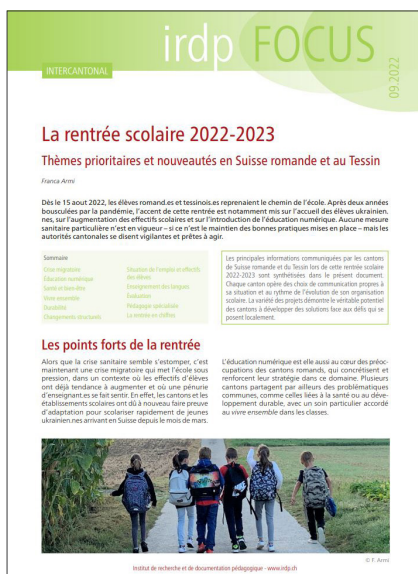 irdp FOCUS
INTERCANTONAL
09.2022
La rentrée scolaire 2022-2023
Thèmes prioritaires et nouveautés en Suisse romande et au Tessin
Franca Armi
Dès le 15 aout 2022, les élèves romand.es et tessinois.es reprenaient le chemin de l'école. Après deux années
bousculées par la pandémie, l'accent de cette rentrée est notamment mis sur l'accueil des élèves ukrainien.
nes, sur l'augmentation des effectifs scolaires et sur l'introduction de l'éducation numérique. Aucune mesure
sanitaire particulière n'est en vigueur – si ce n'est le maintien des bonnes pratiques mises en place – mais les
autorités cantonales se disent vigilantes et prêtes à agir.
Sommaire
Crise migratoire
Éducation numérique
Santé et bien-être
Vivre ensemble
Durabilité
Changements structurels
Situation de l'emploi et effectifs
des élèves
Enseignement des langues
Évaluation
Pédagogie spécialisée
La rentrée en chiffres
Les principales informations communiquées par les cantons
de Suisse romande et du Tessin lors de cette rentrée scolaire
2022-2023 sont synthétisées dans le présent document.
Chaque canton opère des choix de communication propres à
sa situation et au rythme de l'évolution de son organisation
scolaire. La variété des projets démontre le véritable potentiel
des cantons à développer des solutions face aux défis qui se
posent localement.
Les points forts de la rentrée
Alors que la crise sanitaire semble s'estomper, c'est
maintenant une crise migratoire qui met l'école sous
pression, dans un contexte où les effectifs d'élèves
ont déjà tendance à augmenter et où une pénurie
d'enseignant.es se fait sentir. En effet, les cantons et les
établissements scolaires ont dû à nouveau faire preuve
d'adaptation pour scolariser rapidement de jeunes
ukrainien.nes arrivant en Suisse depuis le mois de mars.
L'éducation numérique est elle aussi au cœur des préoc-
cupations des cantons romands, qui concrétisent et
renforcent leur stratégie dans ce domaine. Plusieurs
cantons partagent par ailleurs des problématiques
communes, comme celles liées à la santé ou au déve-
loppement durable, avec un soin particulier accordé
au vivre ensemble dans les classes.
© F. Armi
Institut de recherche et de documentation pédagogique - www.irdp.ch